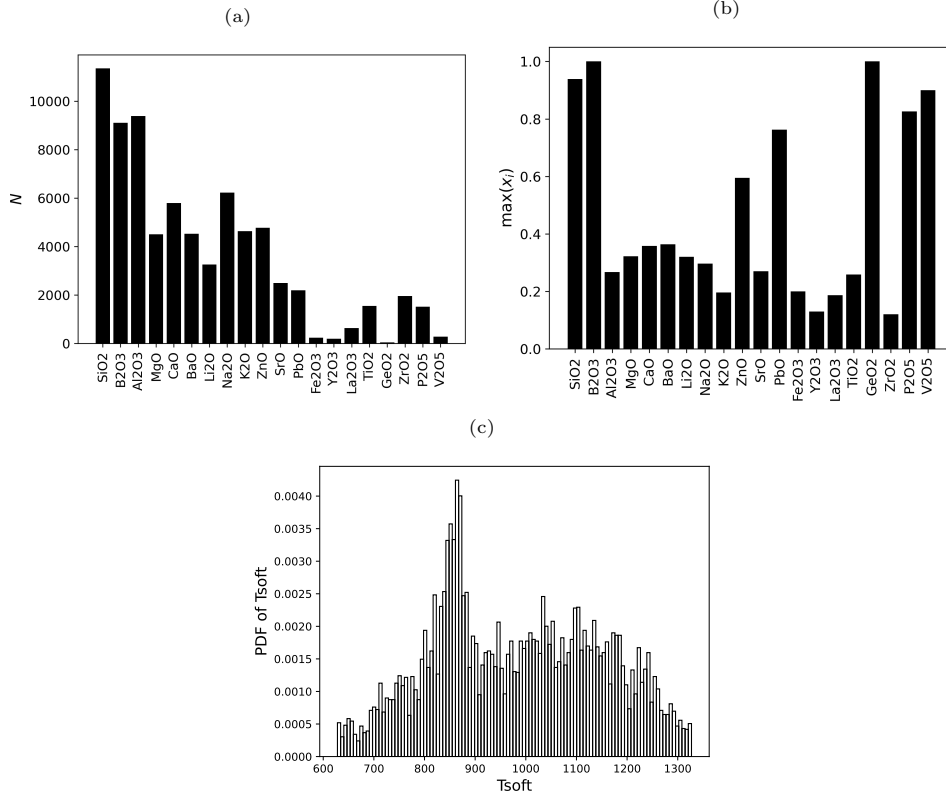 (a)
(b)
10000
8000
6000
4000
2000
0
N
SiO2 B2O3 Al2O3 MgO CaO BaO Li2O Na2O K2O ZnO SrO PbO Fe2O3 Y2O3 La2O3 TiO2 GeO2 ZrO2 P2O5 V2O5
1.0
0.8
0.6
0.4
0.2
0.0
max(xᵢ)
SiO2 B2O3 Al2O3 MgO CaO BaO Li2O Na2O K2O ZnO SrO PbO Fe2O3 Y2O3 La2O3 TiO2 GeO2 ZrO2 P2O5 V2O5
(c)
0.0040
0.0035
0.0030
0.0025
0.0020
0.0015
0.0010
0.0005
0.0000
PDF of Tsoft
600 700 800 900 1000 1100 1200 1300
Tsoft